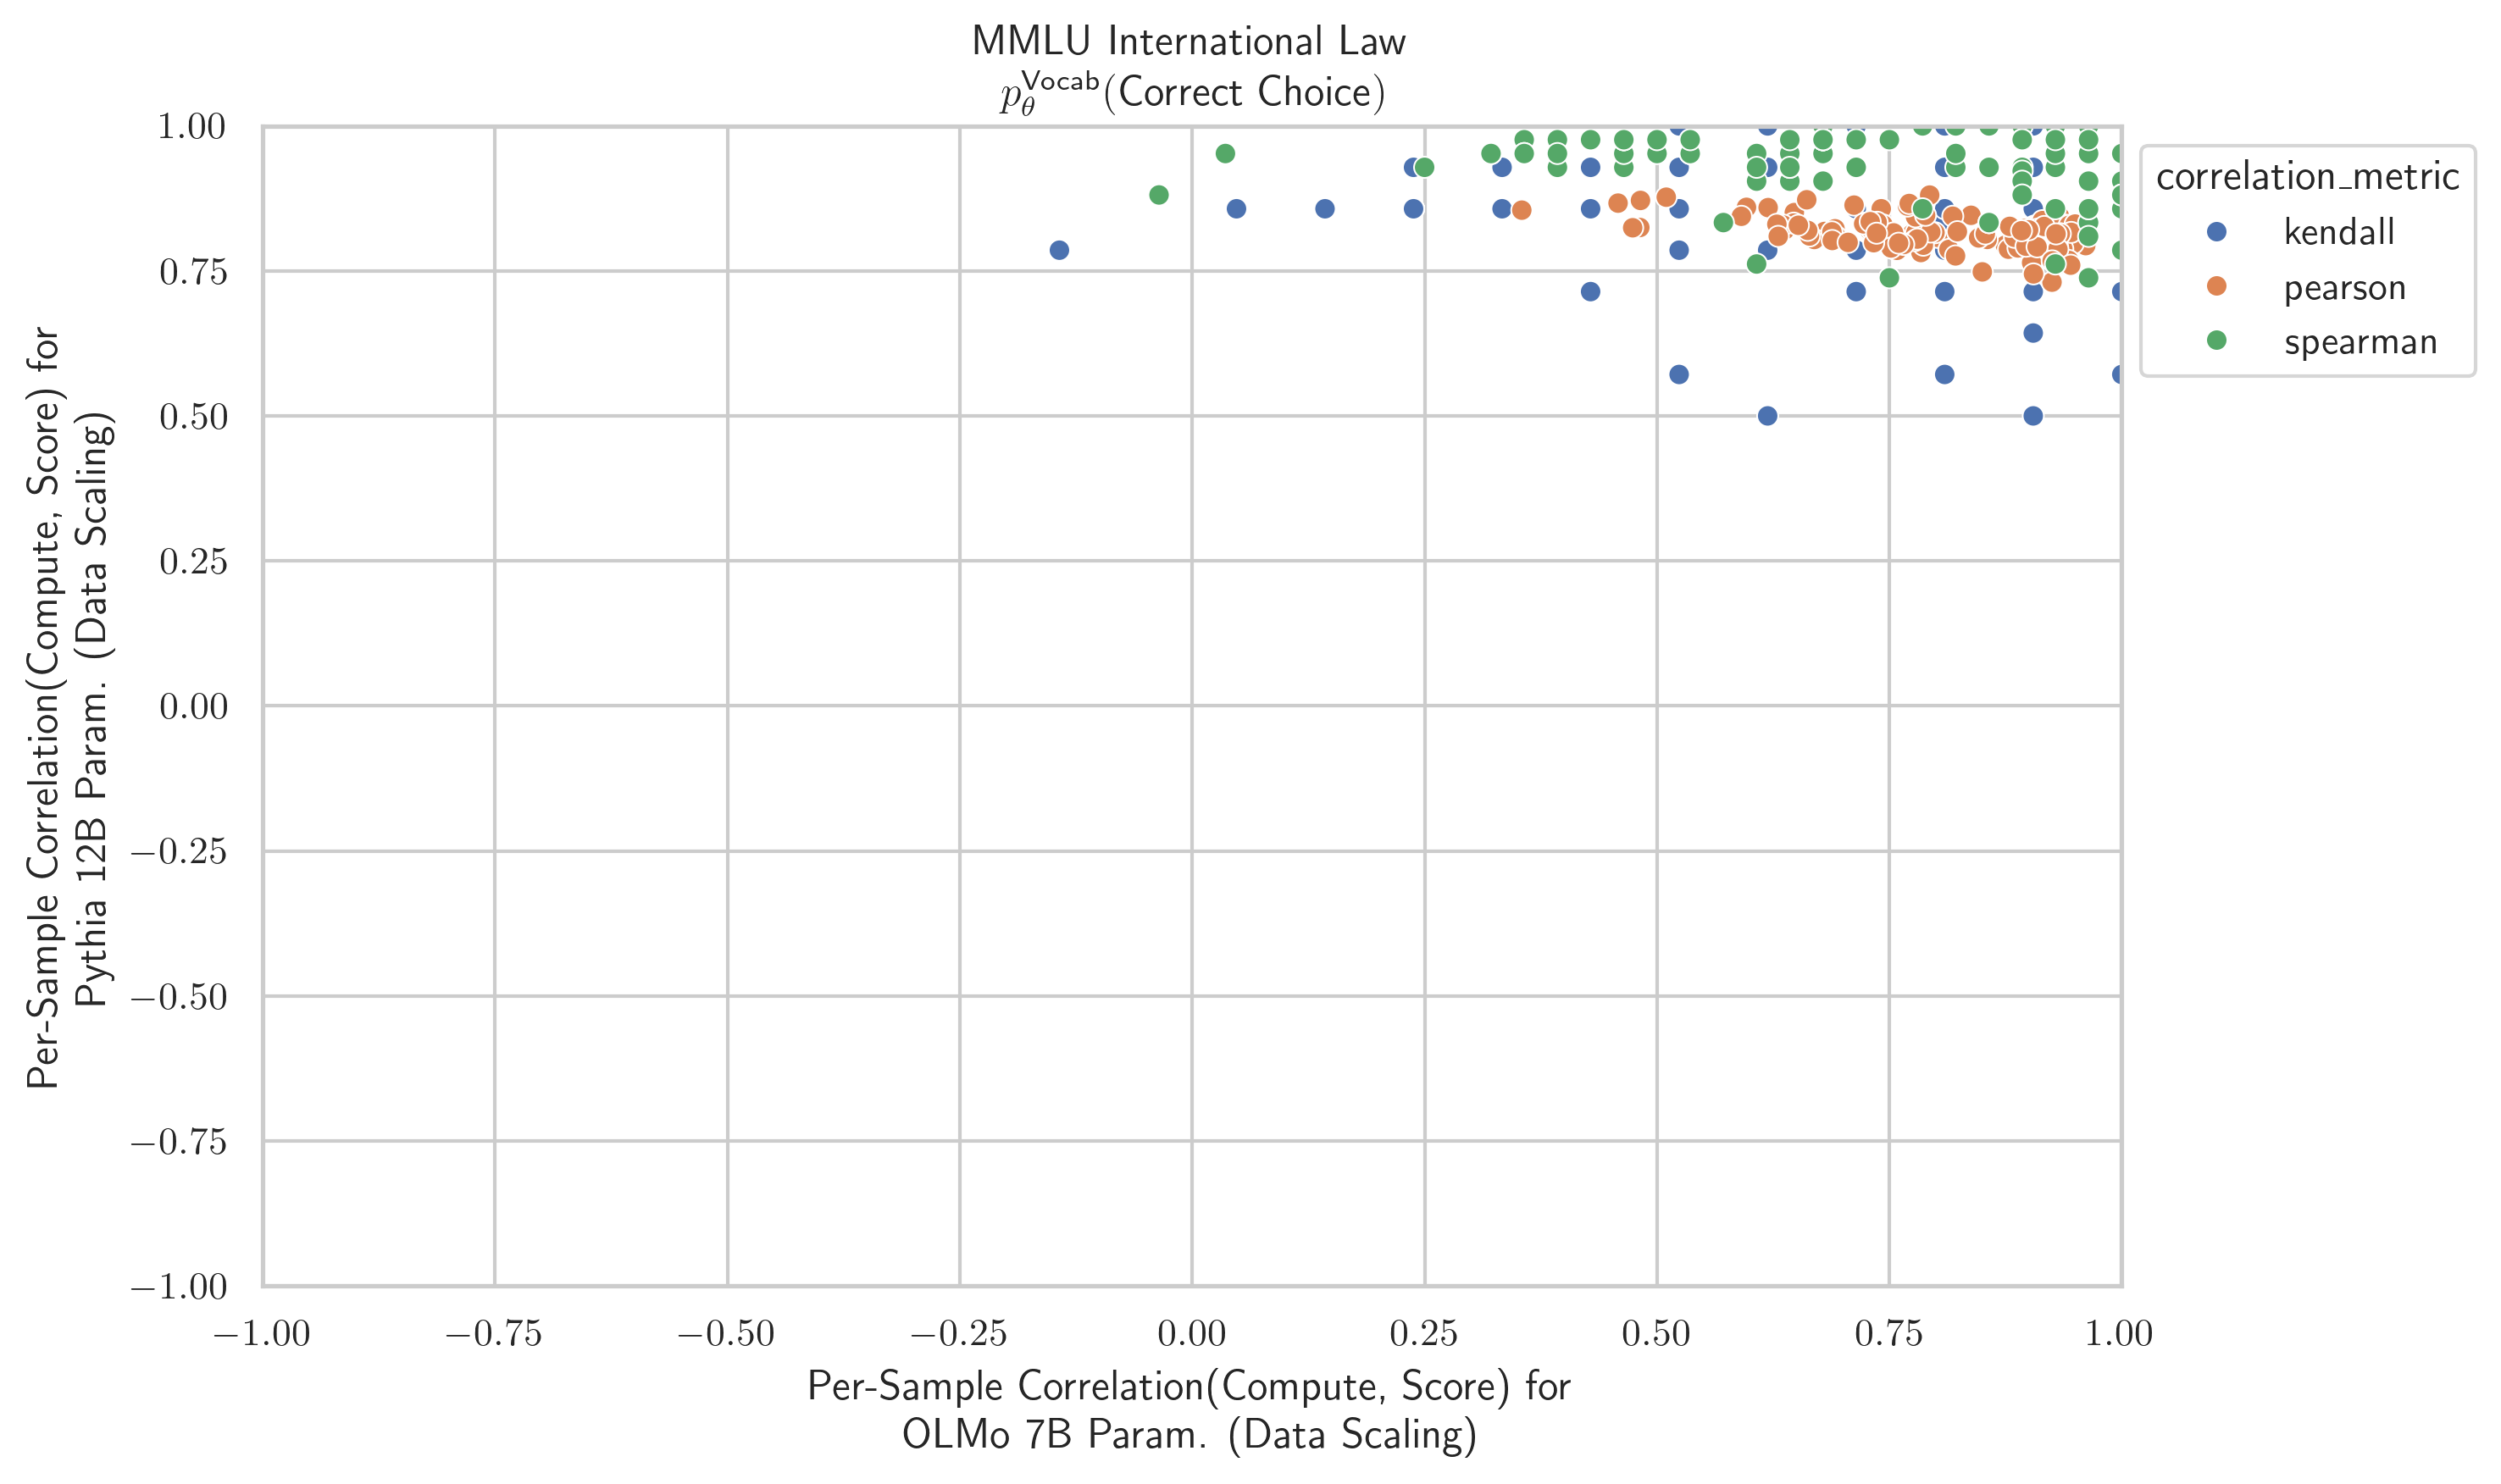 MMLU International Law
p_θ^Vocab(Correct Choice)
1.00
0.75
0.50
0.25
0.00
−0.25
−0.50
−0.75
−1.00
Per-Sample Correlation(Compute, Score) for
Pythia 12B Param. (Data Scaling)
correlation_metric
kendall
pearson
spearman
−1.00 −0.75 −0.50 −0.25 0.00 0.25 0.50 0.75 1.00
Per-Sample Correlation(Compute, Score) for
OLMo 7B Param. (Data Scaling)